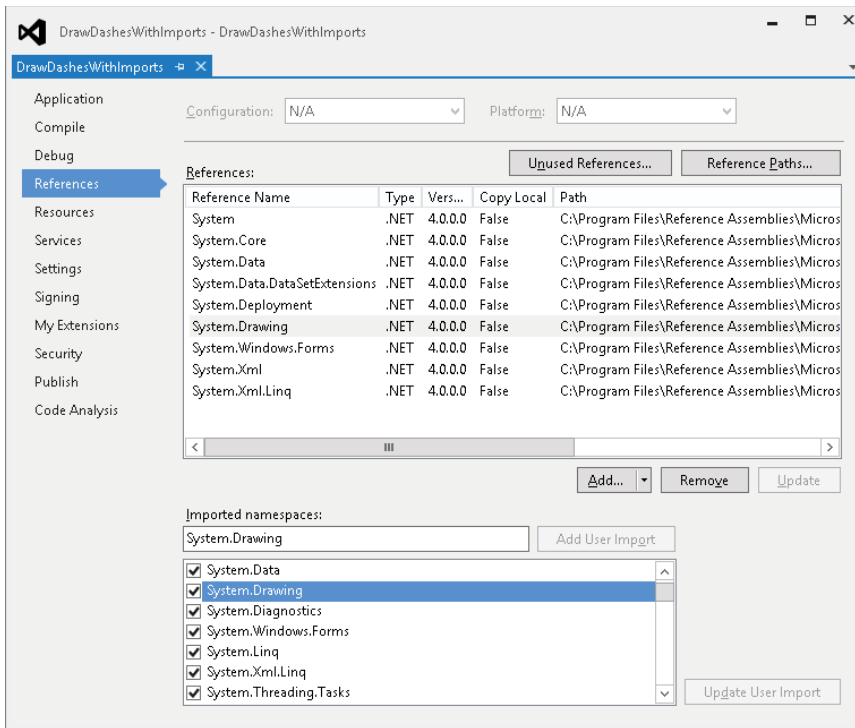 DrawDashesWithImports - DrawDashesWithImports
DrawDashesWithImports
Application
Compile
Debug
References
Resources
Services
Settings
Signing
My Extensions
Security
Publish
Code Analysis
Configuration: N/A Platform: N/A
References: Unused References... Reference Paths...
Reference Name Type Vers... Copy Local Path
System .NET 4.0.0.0 False C:\Program Files\Reference Assemblies\Micros
System.Core .NET 4.0.0.0 False C:\Program Files\Reference Assemblies\Micros
System.Data .NET 4.0.0.0 False C:\Program Files\Reference Assemblies\Micros
System.Data.DataSetExtensions .NET 4.0.0.0 False C:\Program Files\Reference Assemblies\Micros
System.Deployment .NET 4.0.0.0 False C:\Program Files\Reference Assemblies\Micros
System.Drawing .NET 4.0.0.0 False C:\Program Files\Reference Assemblies\Micros
System.Windows.Forms .NET 4.0.0.0 False C:\Program Files\Reference Assemblies\Micros
System.Xml .NET 4.0.0.0 False C:\Program Files\Reference Assemblies\Micros
System.Xml.Linq .NET 4.0.0.0 False C:\Program Files\Reference Assemblies\Micros
Add... Remove Update
Imported namespaces:
System.Drawing Add User Import
System.Data
System.Drawing
System.Diagnostics
System.Windows.Forms
System.Linq
System.Xml.Linq
System.Threading.Tasks
Update User Import